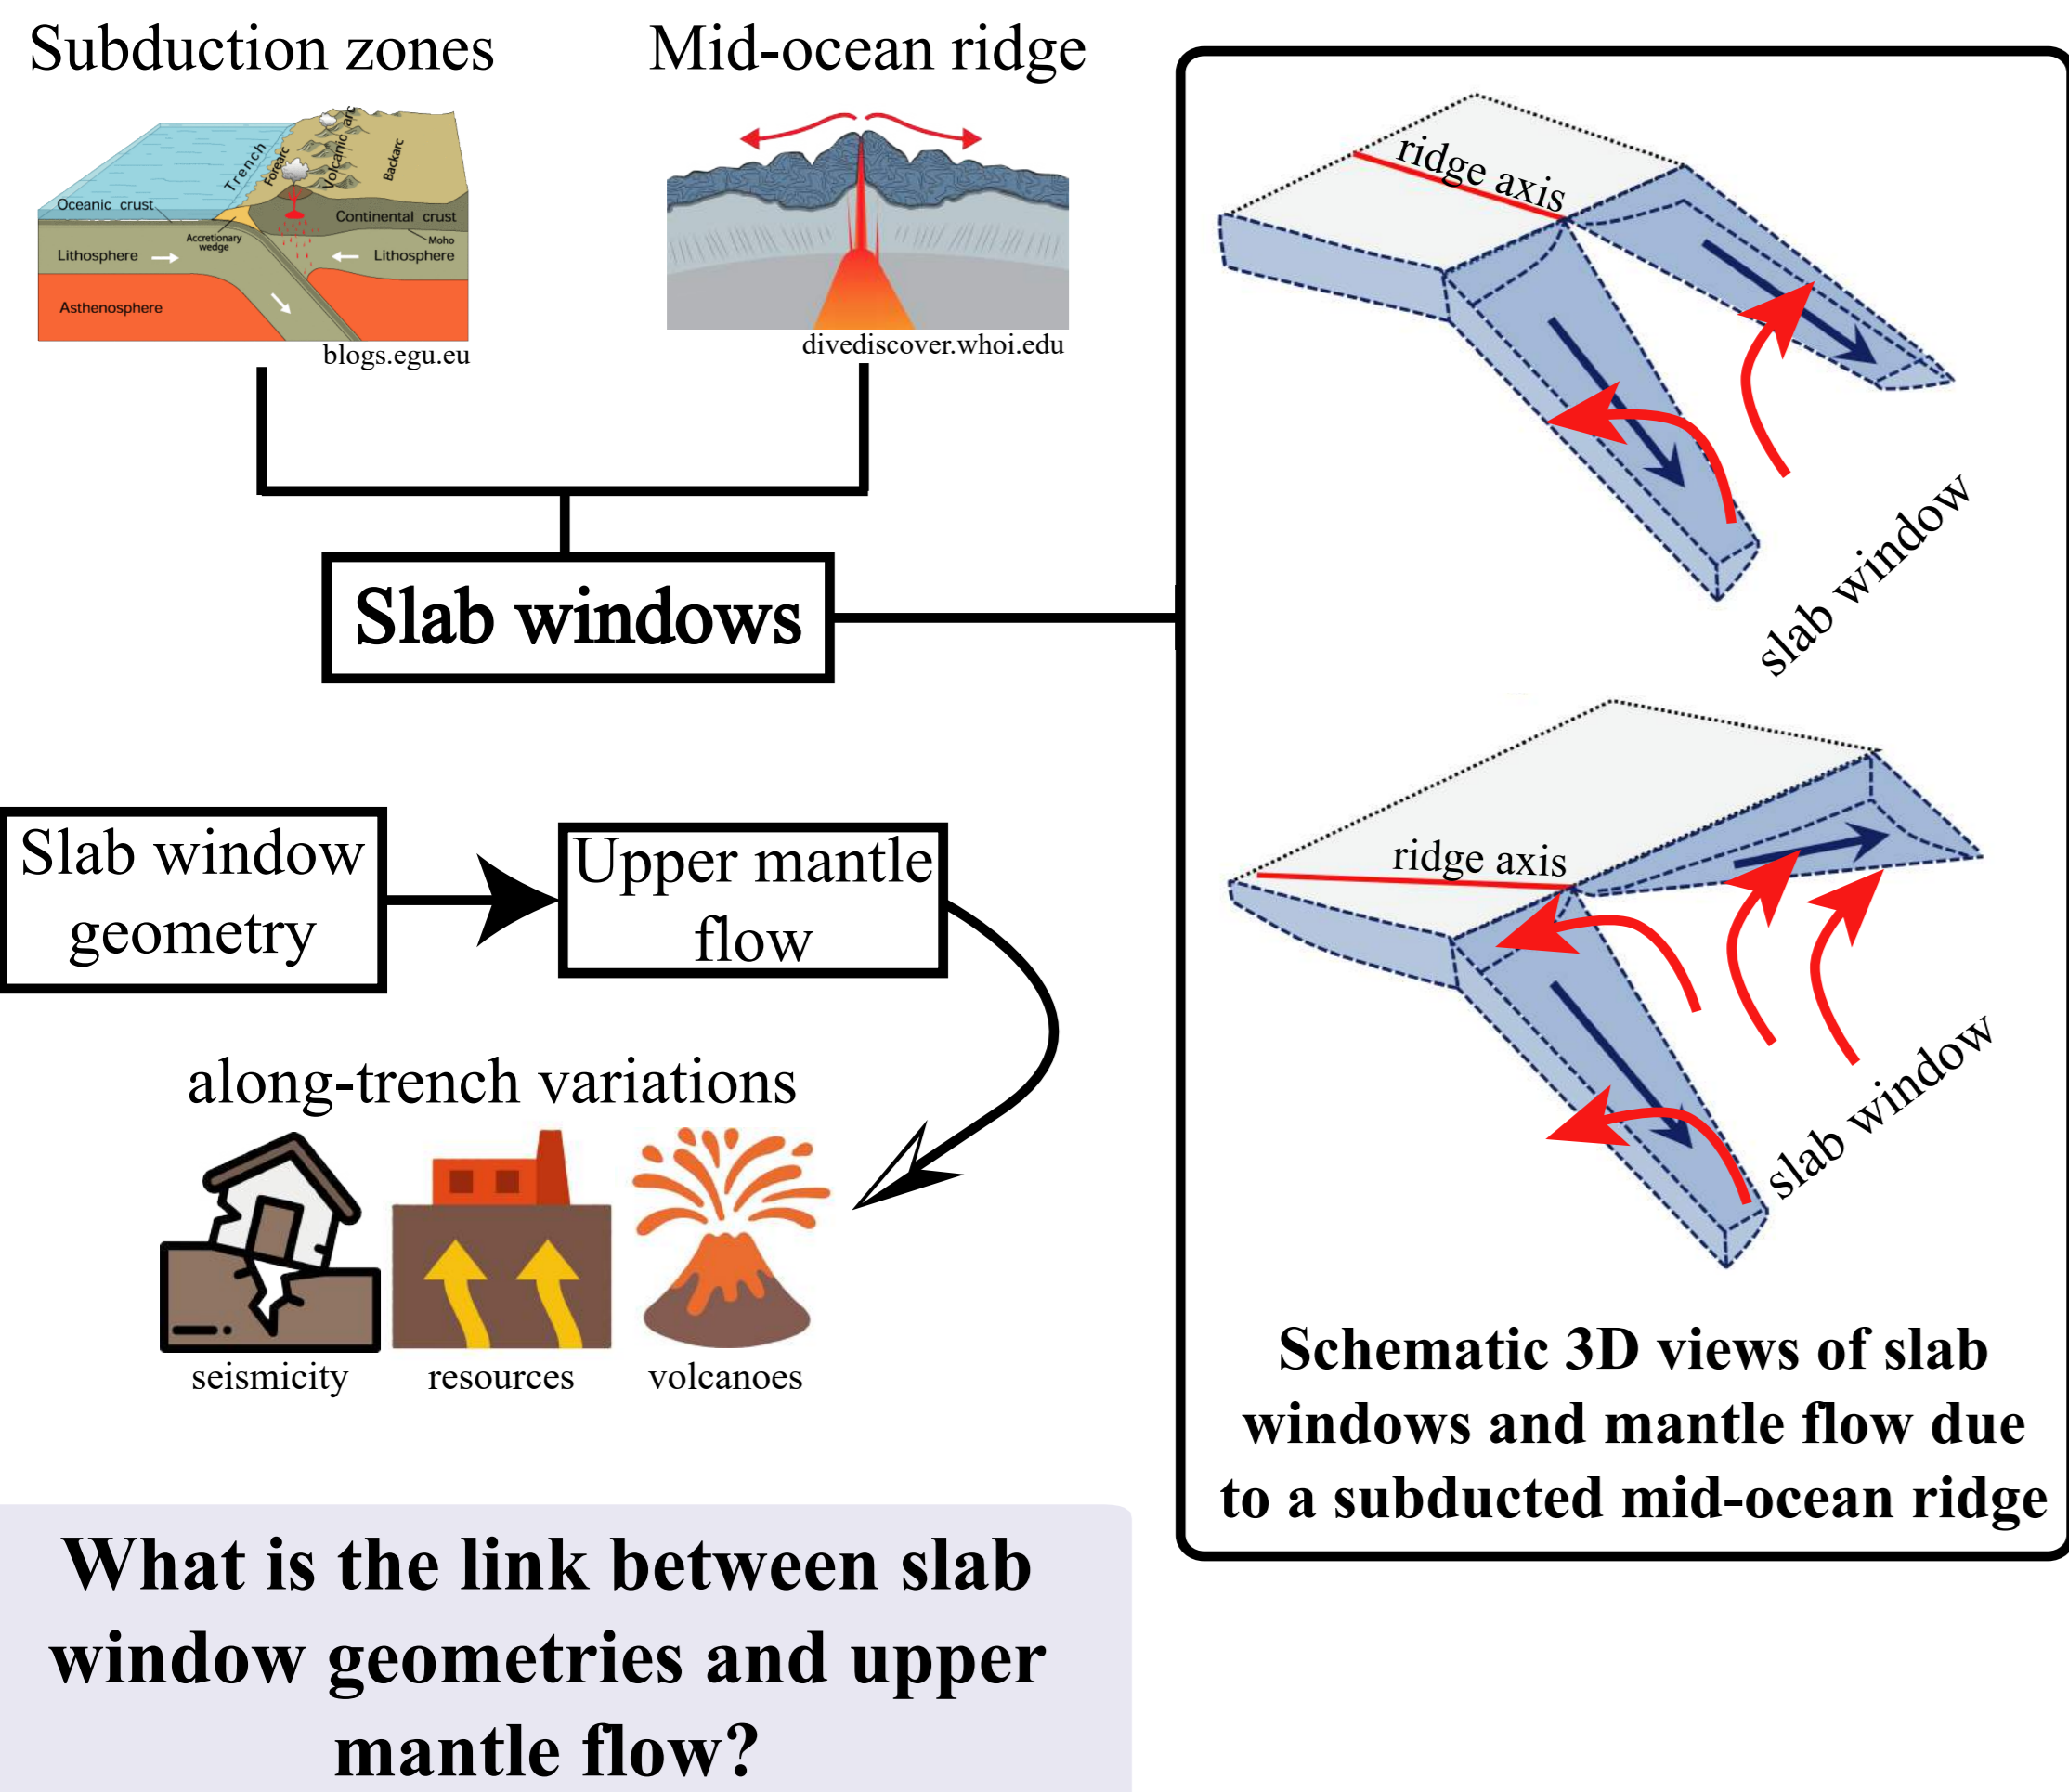 Subduction zones
Trench
Forearc
Volcanic arc
Backarc
Oceanic crust
Continental crust
Accretionary
wedge
Moho
Lithosphere
Lithosphere
Asthenosphere
blogs.egu.eu
Mid-ocean ridge
divediscover.whoi.edu
Slab windows
ridge axis
slab window
ridge axis
slab window
Schematic 3D views of slab
windows and mantle flow due
to a subducted mid-ocean ridge
Slab window
geometry
Upper mantle
flow
along-trench variations
seismicity
resources
volcanoes
What is the link between slab
window geometries and upper
mantle flow?